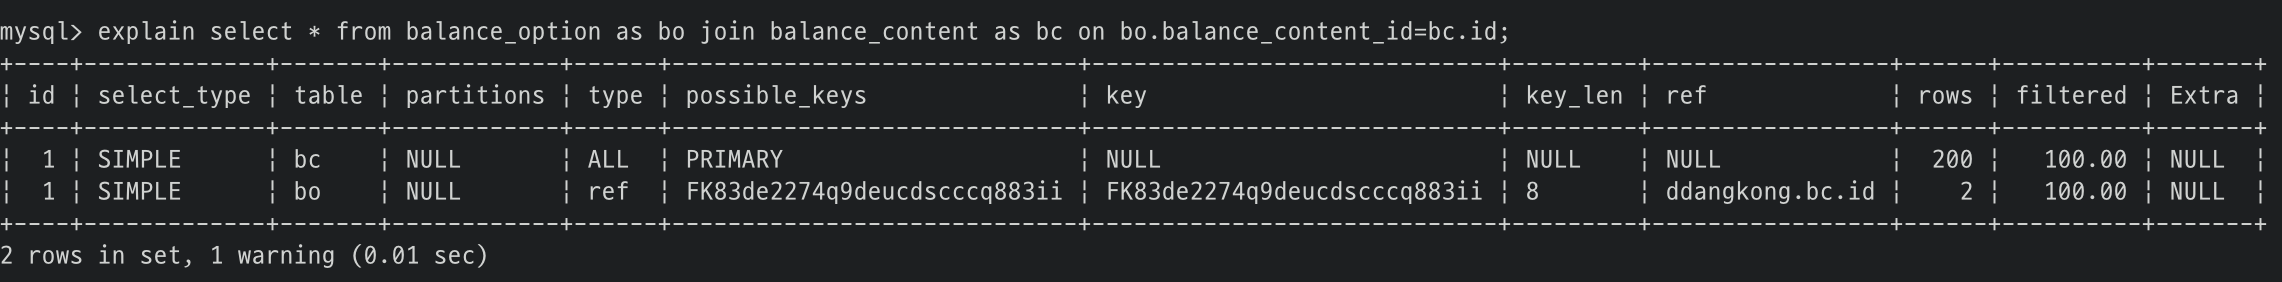 mysql> explain select * from balance_option as bo join balance_content as bc on bo.balance_content_id=bc.id;
+----+-------------+-------+------------+------+-----------------------------+-----------------------------+---------+-----------------+------+----------+-------+
| id | select_type | table | partitions | type | possible_keys               | key                         | key_len | ref             | rows | filtered | Extra |
+----+-------------+-------+------------+------+-----------------------------+-----------------------------+---------+-----------------+------+----------+-------+
|  1 | SIMPLE      | bc    | NULL       | ALL  | PRIMARY                     | NULL                        | NULL    | NULL            |  200 |   100.00 | NULL  |
|  1 | SIMPLE      | bo    | NULL       | ref  | FK83de2274q9deucdscccq883ii | FK83de2274q9deucdscccq883ii | 8       | ddangkong.bc.id |    2 |   100.00 | NULL  |
+----+-------------+-------+------------+------+-----------------------------+-----------------------------+---------+-----------------+------+----------+-------+
2 rows in set, 1 warning (0.01 sec)